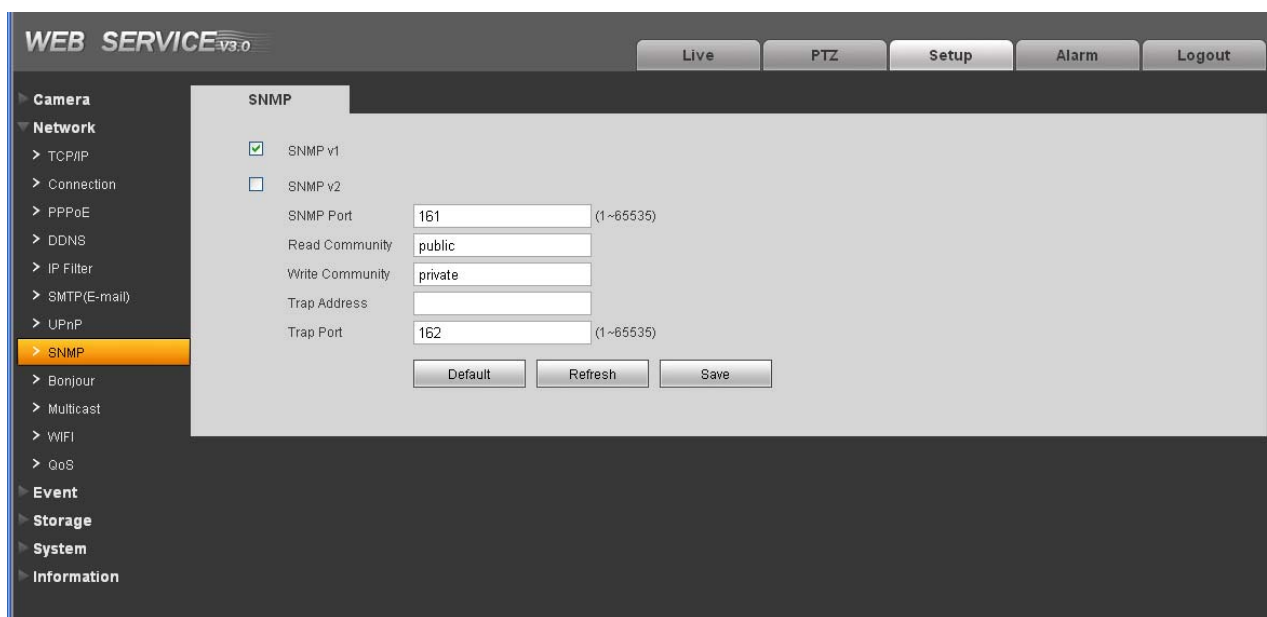 WEB SERVICE V3.0
Live PTZ Setup Alarm Logout
Camera
Network
> TCP/IP
> Connection
> PPPoE
> DDNS
> IP Filter
> SMTP(E-mail)
> UPnP
> SNMP
> Bonjour
> Multicast
> WIFI
> QoS
Event
Storage
System
Information
SNMP
SNMP v1
SNMP v2
SNMP Port 161 (1~65535)
Read Community public
Write Community private
Trap Address
Trap Port 162 (1~65535)
Default Refresh Save